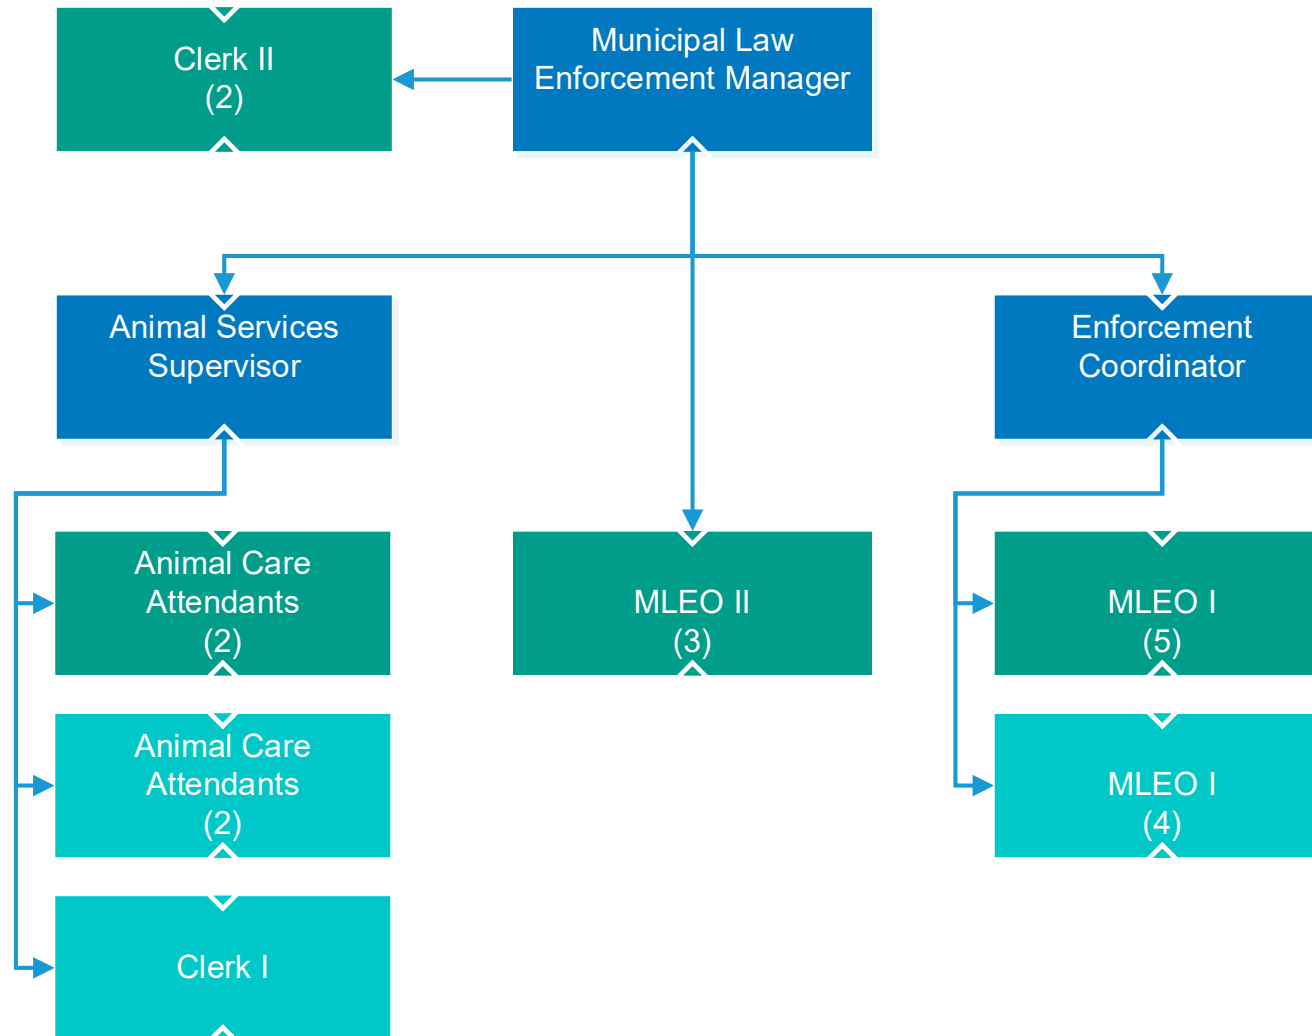 Clerk II
(2)
Municipal Law
Enforcement Manager
Animal Services
Supervisor
Enforcement
Coordinator
Animal Care
Attendants
(2)
MLEO II
(3)
MLEO I
(5)
Animal Care
Attendants
(2)
MLEO I
(4)
Clerk I